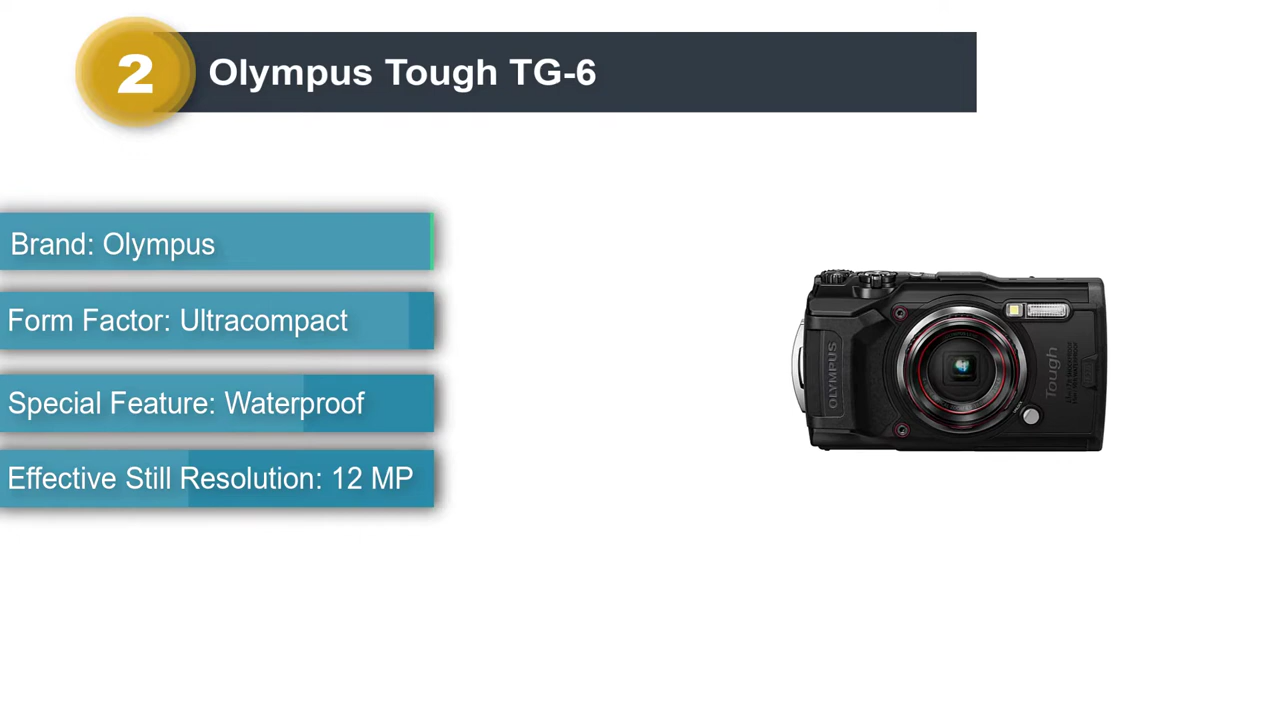 2
Olympus Tough TG-6
Brand: Olympus
Form Factor: Ultracompact
Special Feature: Waterproof
Effective Still Resolution: 12 MP
OLYMPUS
Tough